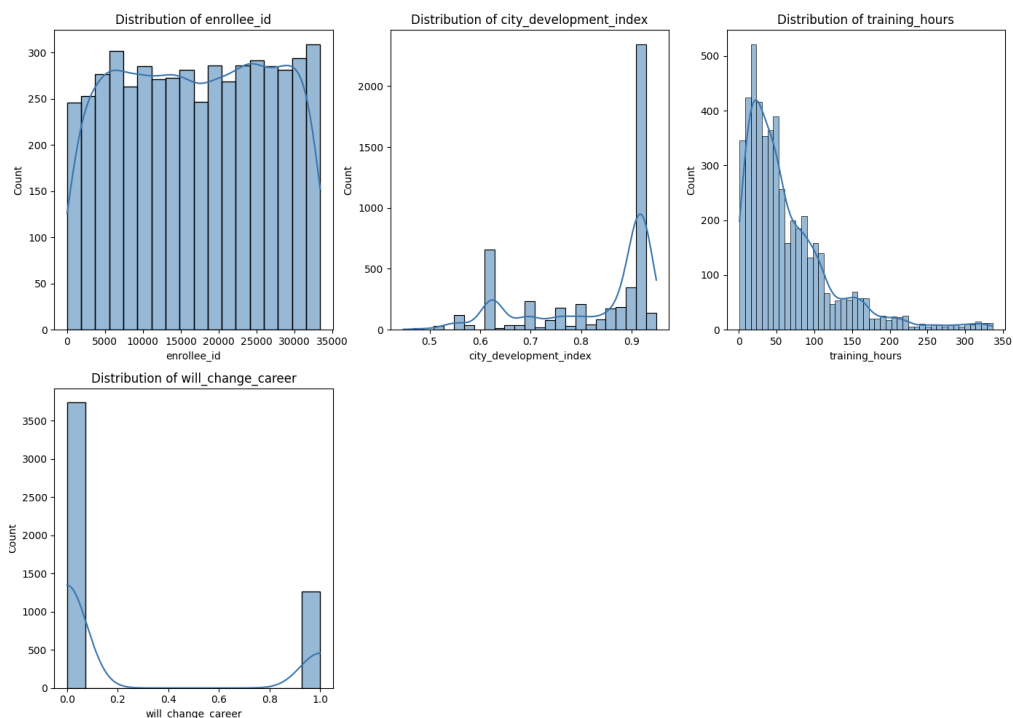 Distribution of enrollee_id
300
250
200
150
100
50
0
Count
0 5000 10000 15000 20000 25000 30000 35000
enrollee_id
Distribution of city_development_index
2000
1500
1000
500
0
Count
0.5 0.6 0.7 0.8 0.9
city_development_index
Distribution of training_hours
500
400
300
200
100
0
Count
0 50 100 150 200 250 300 350
training_hours
Distribution of will_change_career
3500
3000
2500
2000
1500
1000
500
0
Count
0.0 0.2 0.4 0.6 0.8 1.0
will_change_career